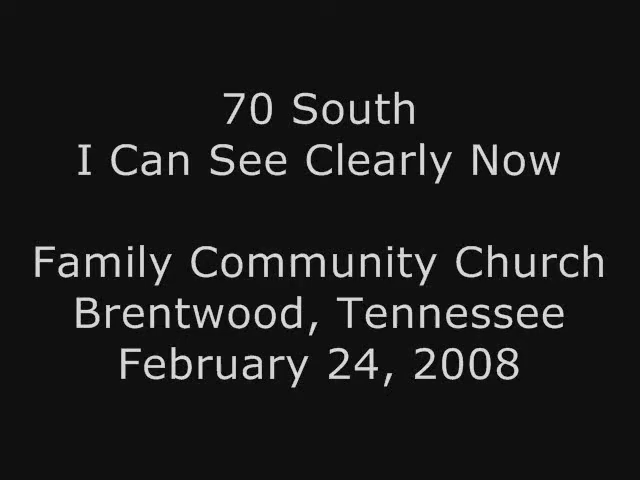 70 South
I Can See Clearly Now
Family Community Church
Brentwood, Tennessee
February 24, 2008